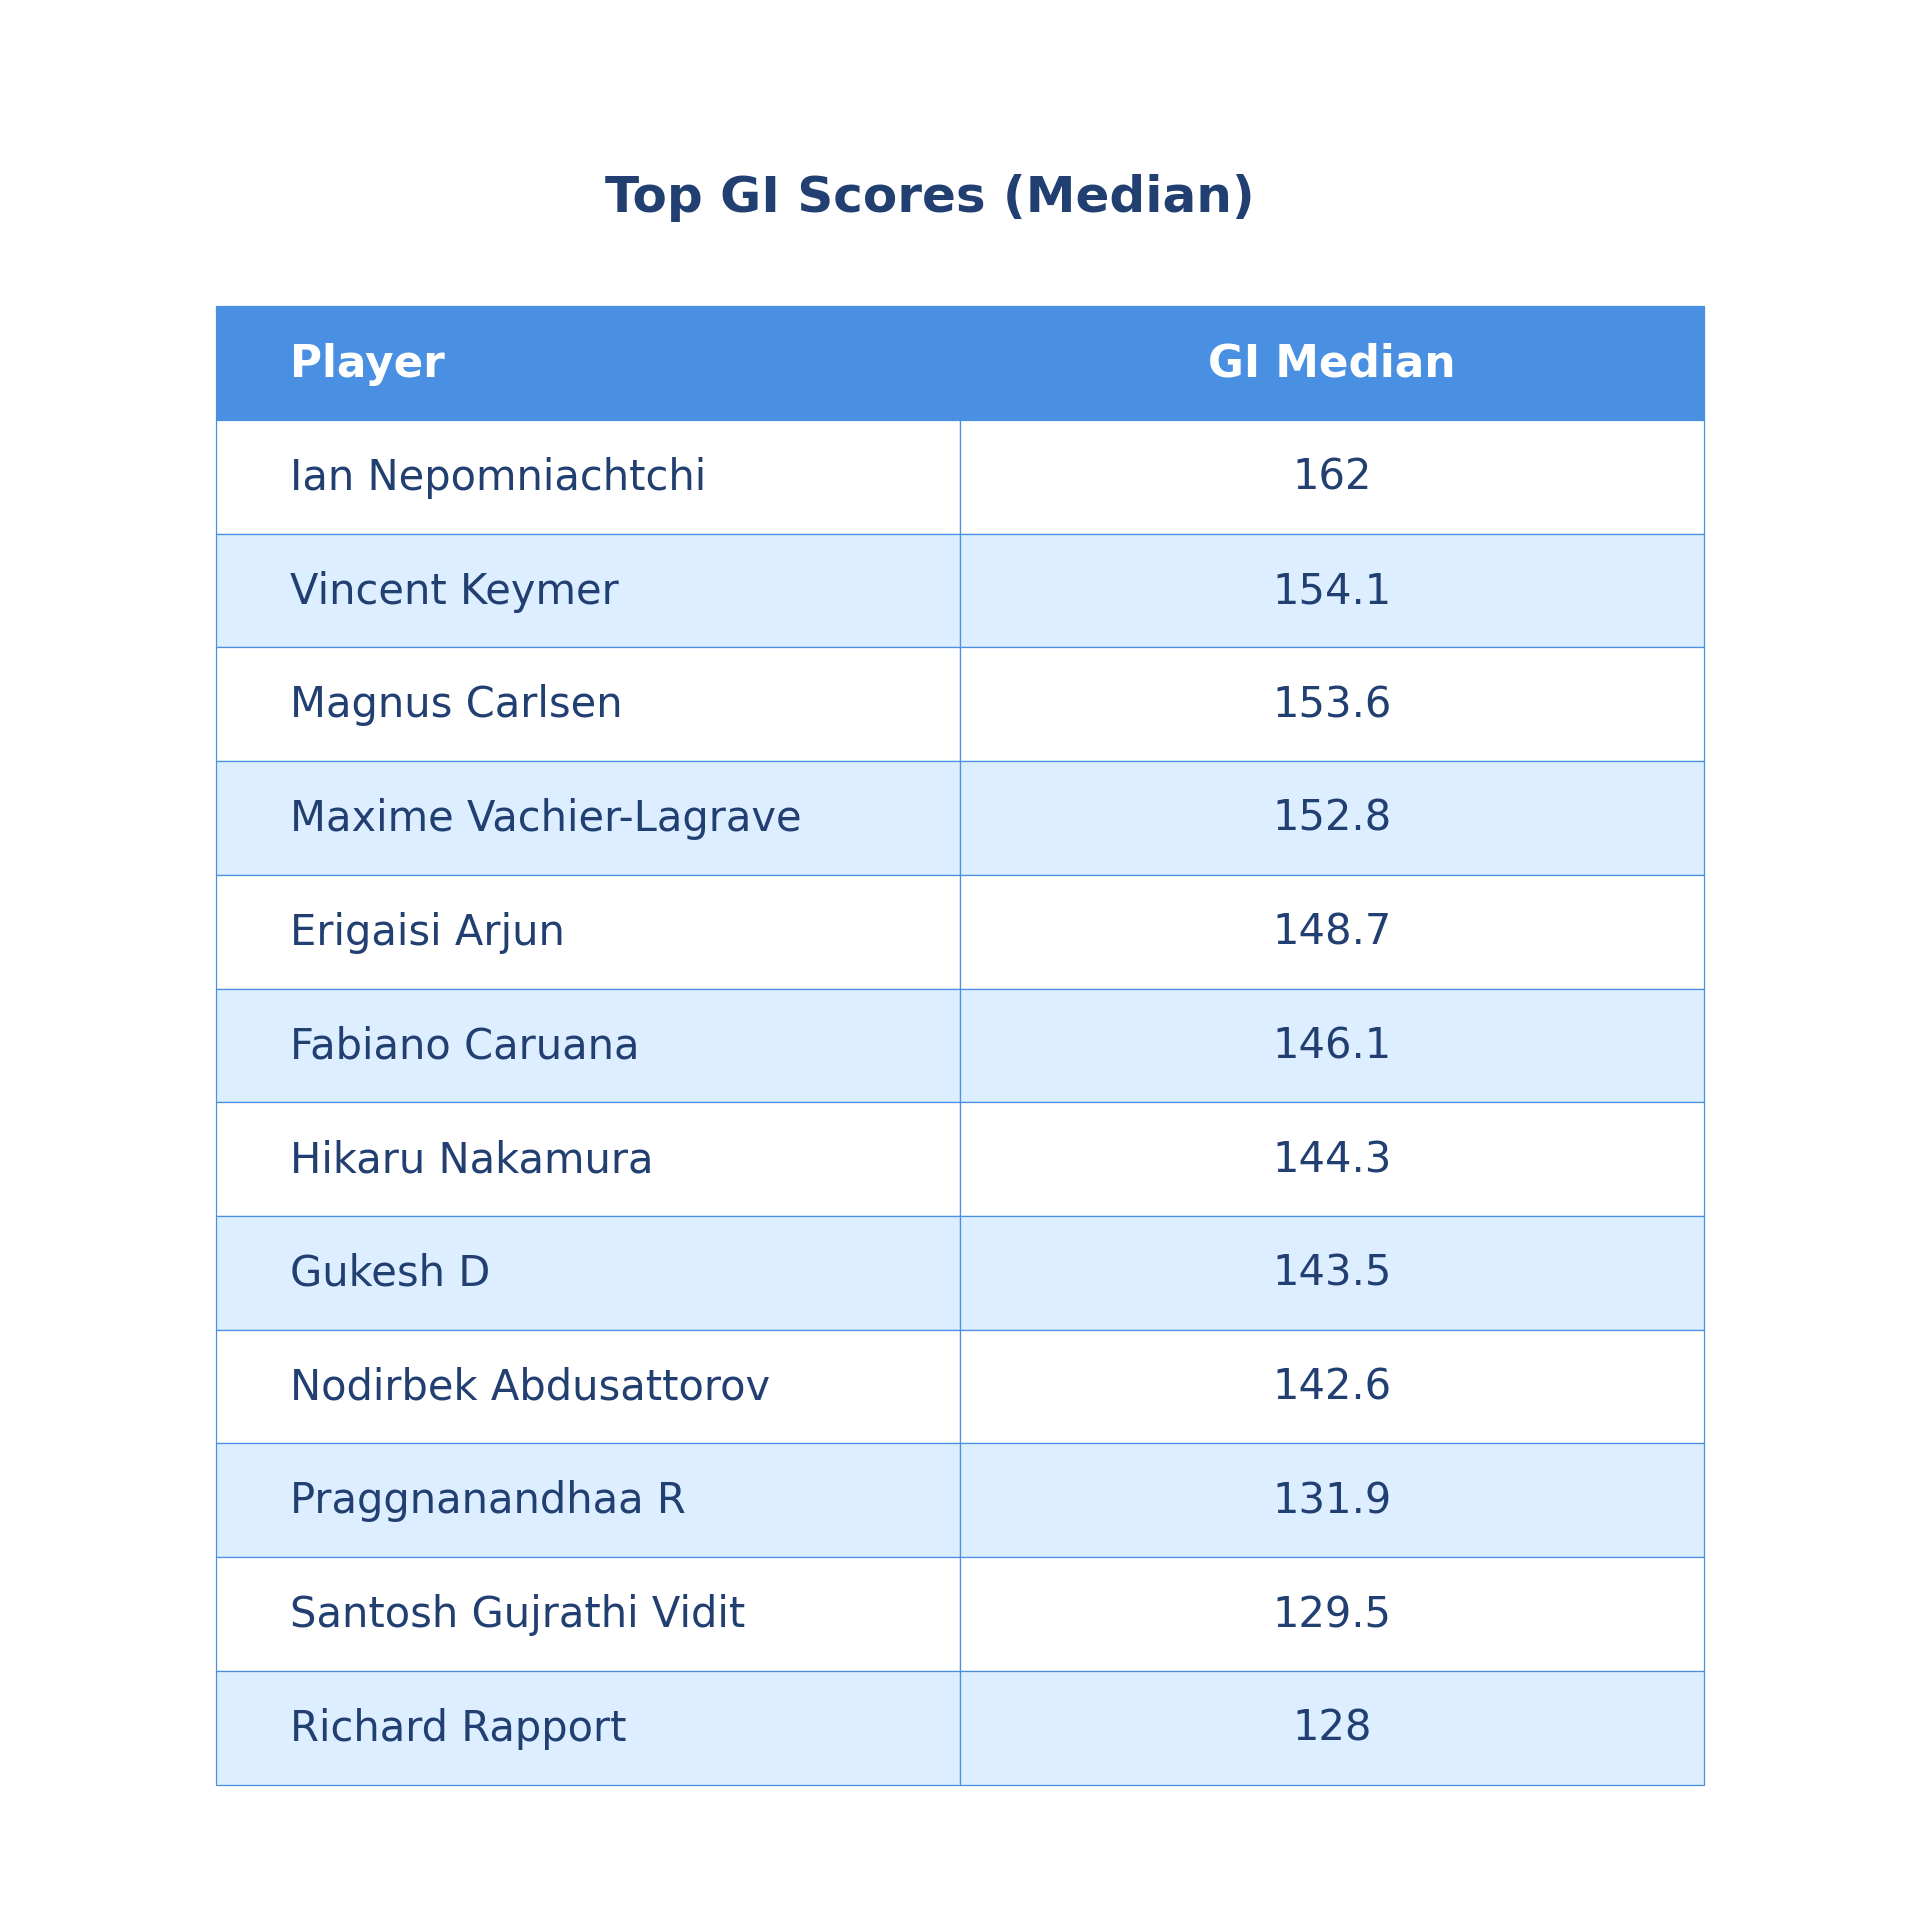 Top GI Scores (Median)
Player GI Median
Ian Nepomniachtchi 162
Vincent Keymer 154.1
Magnus Carlsen 153.6
Maxime Vachier-Lagrave 152.8
Erigaisi Arjun 148.7
Fabiano Caruana 146.1
Hikaru Nakamura 144.3
Gukesh D 143.5
Nodirbek Abdusattorov 142.6
Praggnanandhaa R 131.9
Santosh Gujrathi Vidit 129.5
Richard Rapport 128